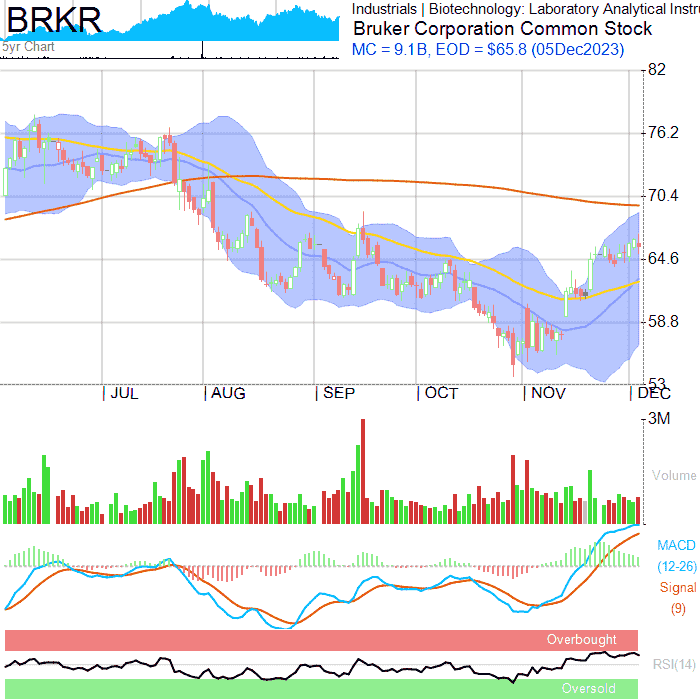 BRKR
5yr Chart
Industrials | Biotechnology: Laboratory Analytical Instru
Bruker Corporation Common Stock
MC = 9.1B, EOD = $65.8 (05Dec2023)
82
76.2
70.4
64.6
58.8
53
JUL
AUG
SEP
OCT
NOV
DEC
3M
Volume
MACD
(12-26)
Signal
(9)
Overbought
RSI(14)
Oversold